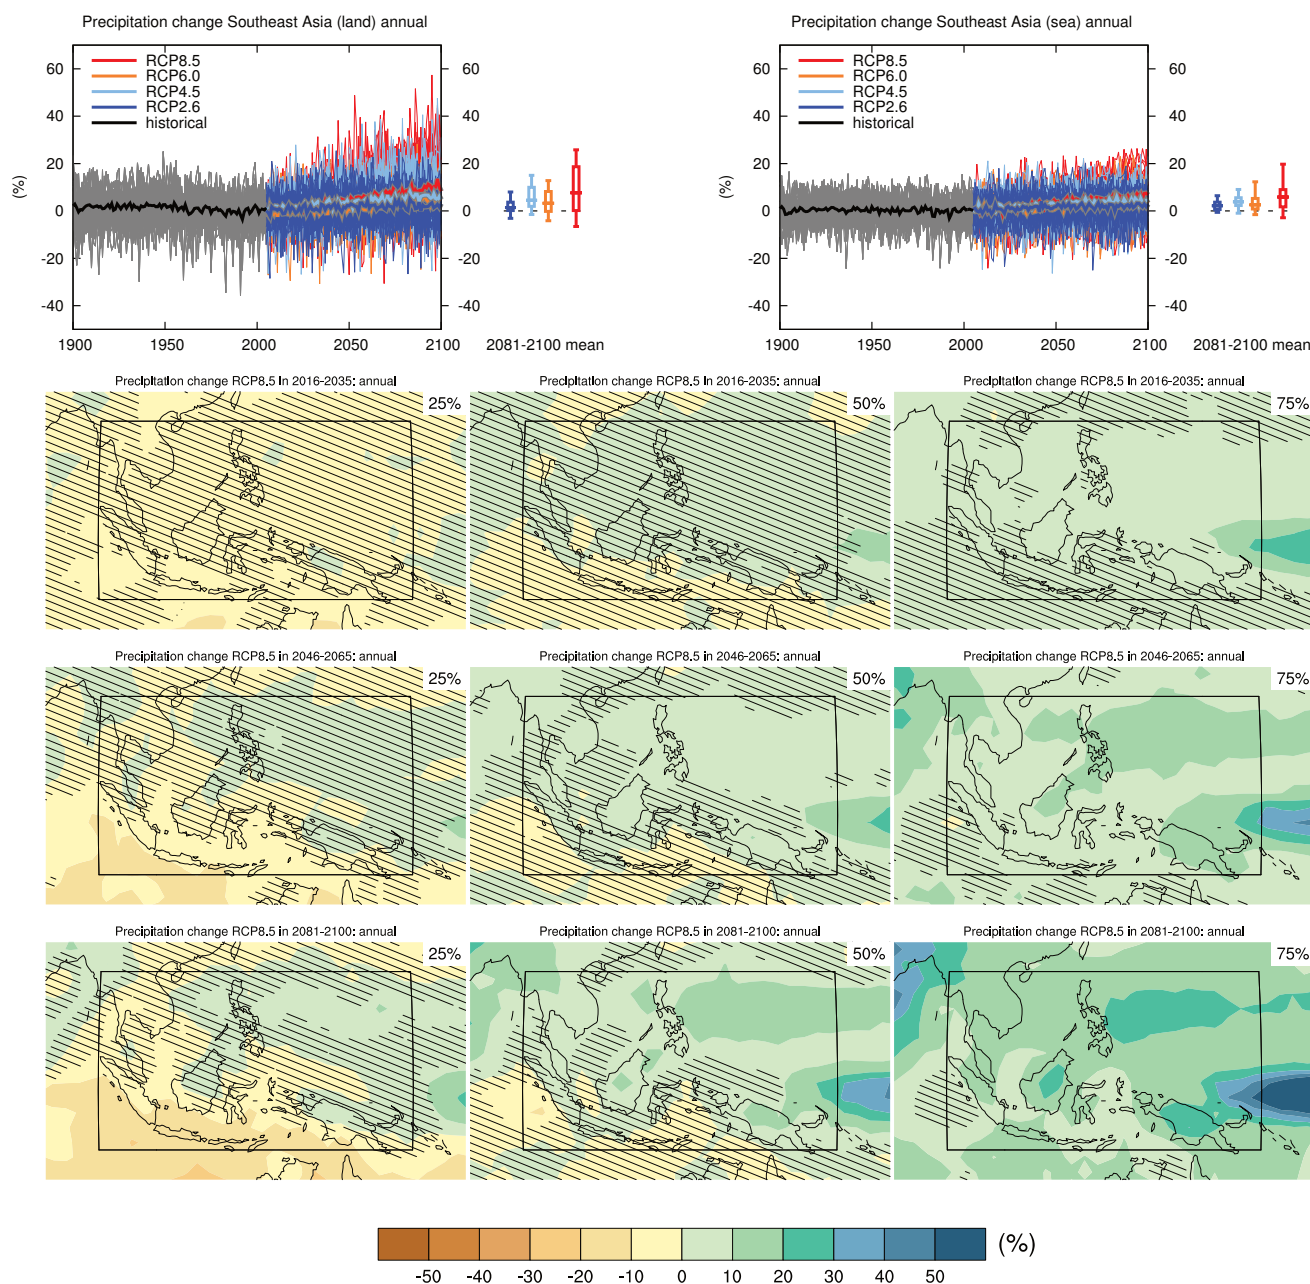 Precipitation change Southeast Asia (land) annual
Precipitation change Southeast Asia (sea) annual
(%)
60
40
20
0
-20
-40
RCP8.5
RCP6.0
RCP4.5
RCP2.6
historical
60
40
20
0
-20
-40
1900
1950
2000
2050
2100
2081-2100 mean
(%)
60
40
20
0
-20
-40
RCP8.5
RCP6.0
RCP4.5
RCP2.6
historical
60
40
20
0
-20
-40
1900
1950
2000
2050
2100
2081-2100 mean
Precipitation change RCP8.5 in 2016-2035: annual
25%
Precipitation change RCP8.5 in 2016-2035: annual
50%
Precipitation change RCP8.5 in 2016-2035: annual
75%
Precipitation change RCP8.5 in 2046-2065: annual
25%
Precipitation change RCP8.5 in 2046-2065: annual
50%
Precipitation change RCP8.5 in 2046-2065: annual
75%
Precipitation change RCP8.5 in 2081-2100: annual
25%
Precipitation change RCP8.5 in 2081-2100: annual
50%
Precipitation change RCP8.5 in 2081-2100: annual
75%
(%)
-50 -40 -30 -20 -10 0 10 20 30 40 50